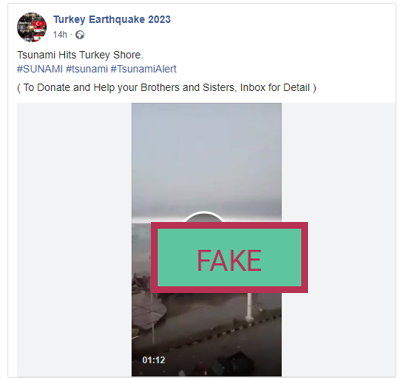 Turkey Earthquake 2023
14h ·
Tsunami Hits Turkey Shore.
#SUNAMI #tsunami #TsunamiAlert
( To Donate and Help your Brothers and Sisters, Inbox for Detail )
FAKE
01:12